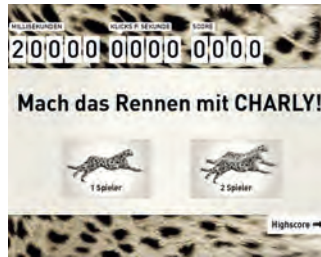 MILLISEKUNDEN KLICKS P. SEKUNDE SCORE
20000 0000 0000
Mach das Rennen mit CHARLY!
1 Spieler 2 Spieler
Highscore